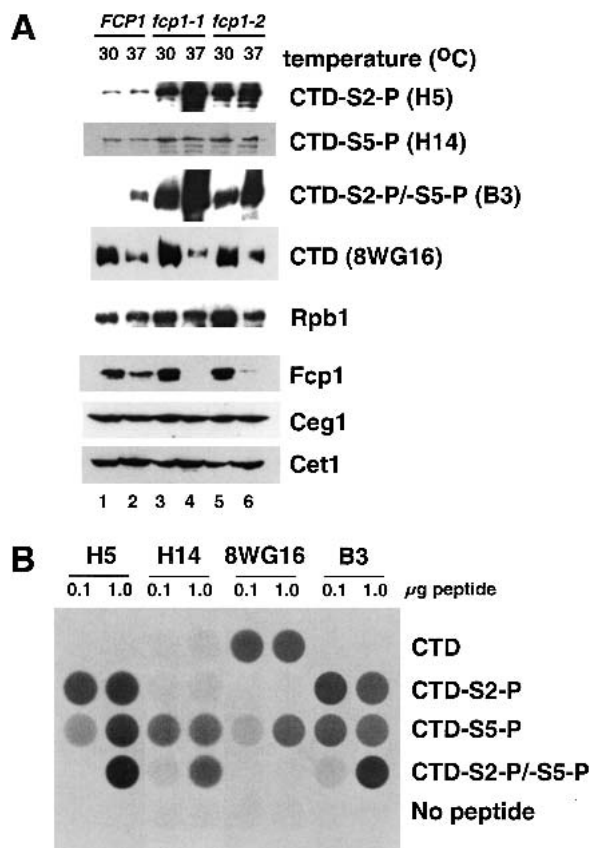 A
FCP1 fcp1-1 fcp1-2
30 37 30 37 30 37 temperature (ºC)
CTD-S2-P (H5)
CTD-S5-P (H14)
CTD-S2-P/-S5-P (B3)
CTD (8WG16)
Rpb1
Fcp1
Ceg1
Cet1
1 2 3 4 5 6
B
H5 H14 8WG16 B3
0.1 1.0 0.1 1.0 0.1 1.0 0.1 1.0 µg peptide
CTD
CTD-S2-P
CTD-S5-P
CTD-S2-P/-S5-P
No peptide